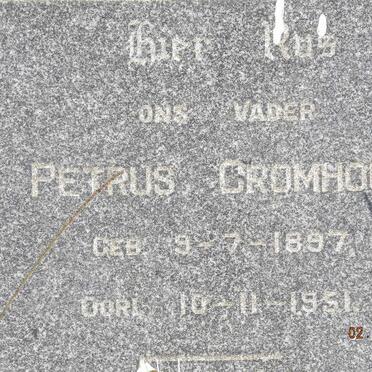 Hier Rus
ONS VADER
PETRUS CROMHO
GEB. 9-7-1897.
OORL. 10-11-1951.
02.